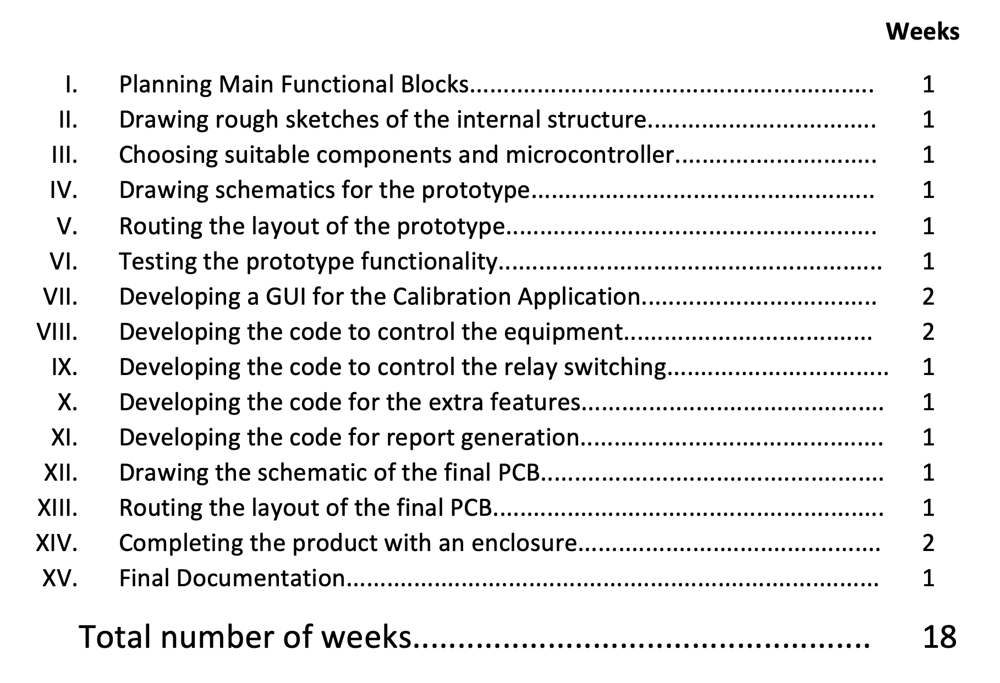 Weeks
I. Planning Main Functional Blocks............................................................ 1
II. Drawing rough sketches of the internal structure.................................. 1
III. Choosing suitable components and microcontroller.............................. 1
IV. Drawing schematics for the prototype................................................... 1
V. Routing the layout of the prototype....................................................... 1
VI. Testing the prototype functionality......................................................... 1
VII. Developing a GUI for the Calibration Application................................... 2
VIII. Developing the code to control the equipment..................................... 2
IX. Developing the code to control the relay switching................................. 1
X. Developing the code for the extra features............................................. 1
XI. Developing the code for report generation............................................. 1
XII. Drawing the schematic of the final PCB................................................... 1
XIII. Routing the layout of the final PCB.......................................................... 1
XIV. Completing the product with an enclosure............................................. 2
XV. Final Documentation............................................................................... 1
Total number of weeks................................................... 18